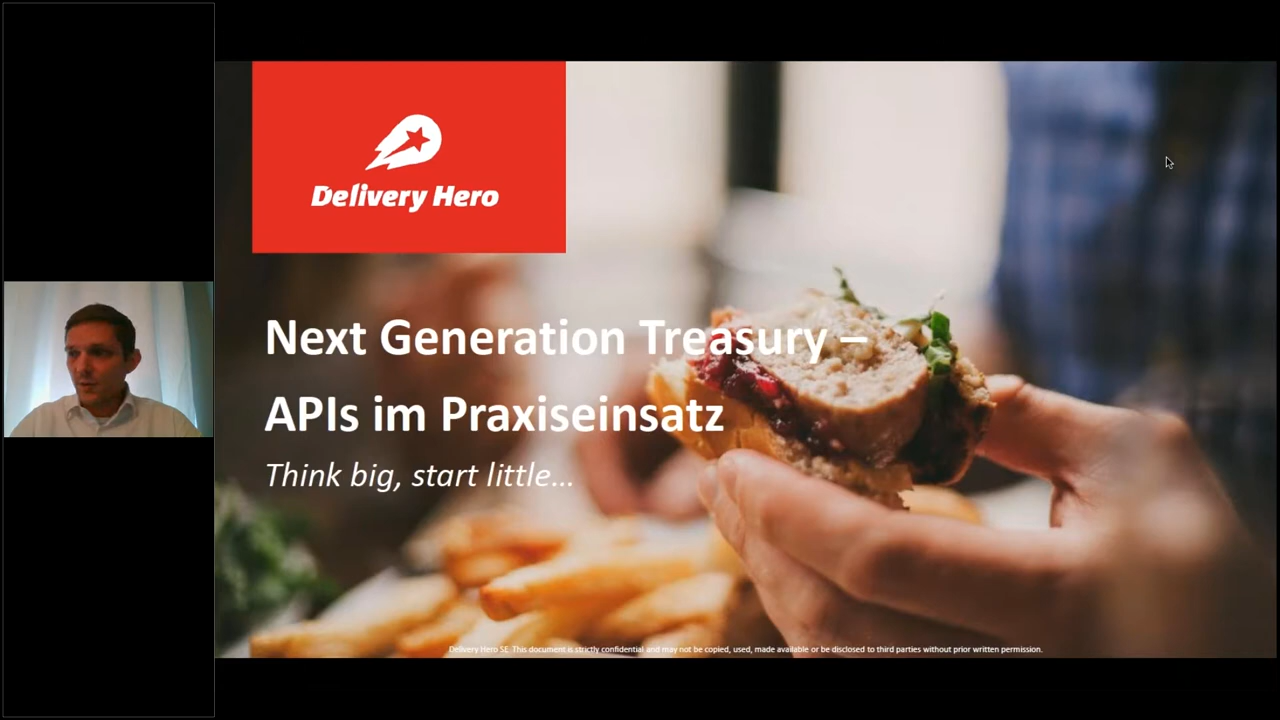 Delivery Hero
Next Generation Treasury –
APIs im Praxiseinsatz
Think big, start little...
Delivery Hero SE. This document is strictly confidential and may not be copied, used, made available or be disclosed to third parties without prior written permission.